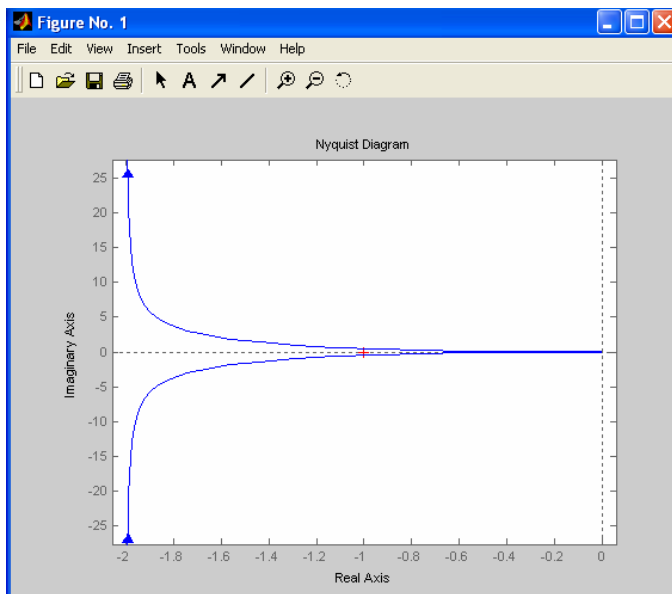 Figure No. 1
File Edit View Insert Tools Window Help
A
Nyquist Diagram
25
20
15
10
5
0
-5
-10
-15
-20
-25
Imaginary Axis
-2 -1.8 -1.6 -1.4 -1.2 -1 -0.8 -0.6 -0.4 -0.2 0
Real Axis